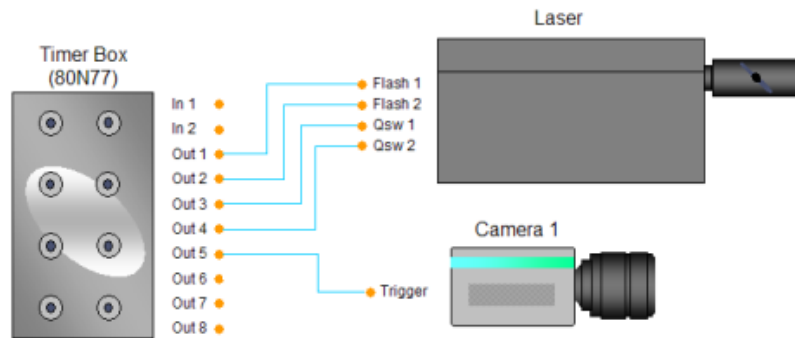 Laser
Timer Box
(80N77)
Flash 1
Flash 2
Qsw 1
Qsw 2
In 1
In 2
Out 1
Out 2
Out 3
Out 4
Out 5
Out 6
Out 7
Out 8
Camera 1
Trigger